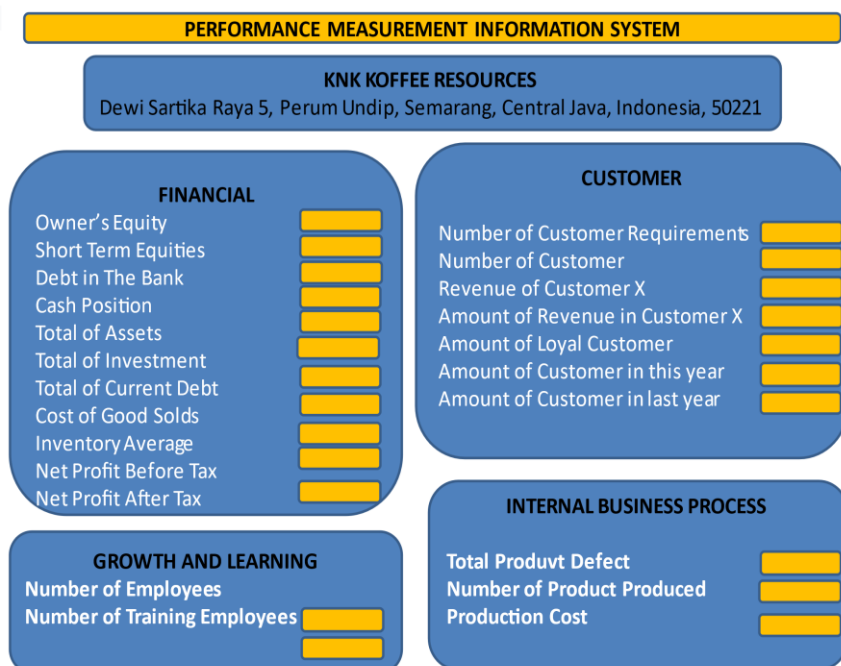 PERFORMANCE MEASUREMENT INFORMATION SYSTEM
KNK KOFFEE RESOURCES
Dewi Sartika Raya 5, Perum Undip, Semarang, Central Java, Indonesia, 50221
FINANCIAL
Owner's Equity
Short Term Equities
Debt in The Bank
Cash Position
Total of Assets
Total of Investment
Total of Current Debt
Cost of Good Solds
Inventory Average
Net Profit Before Tax
Net Profit After Tax
CUSTOMER
Number of Customer Requirements
Number of Customer
Revenue of Customer X
Amount of Revenue in Customer X
Amount of Loyal Customer
Amount of Customer in this year
Amount of Customer in last year
GROWTH AND LEARNING
Number of Employees
Number of Training Employees
INTERNAL BUSINESS PROCESS
Total Produvt Defect
Number of Product Produced
Production Cost